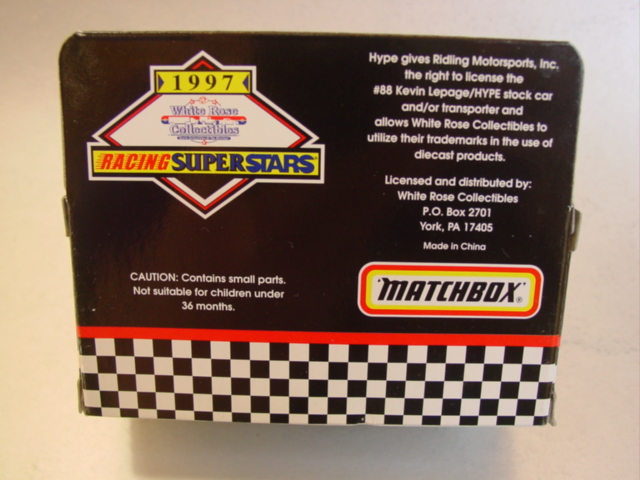 1997
White Rose
Collectibles
RACING SUPERSTARS
Hype gives Ridling Motorsports, Inc.
the right to license the
#88 Kevin Lepage/HYPE stock car
and/or transporter and
allows White Rose Collectibles to
utilize their trademarks in the use of
diecast products.
Licensed and distributed by:
White Rose Collectibles
P.O. Box 2701
York, PA 17405
Made in China
CAUTION: Contains small parts.
Not suitable for children under
36 months.
MATCHBOX®